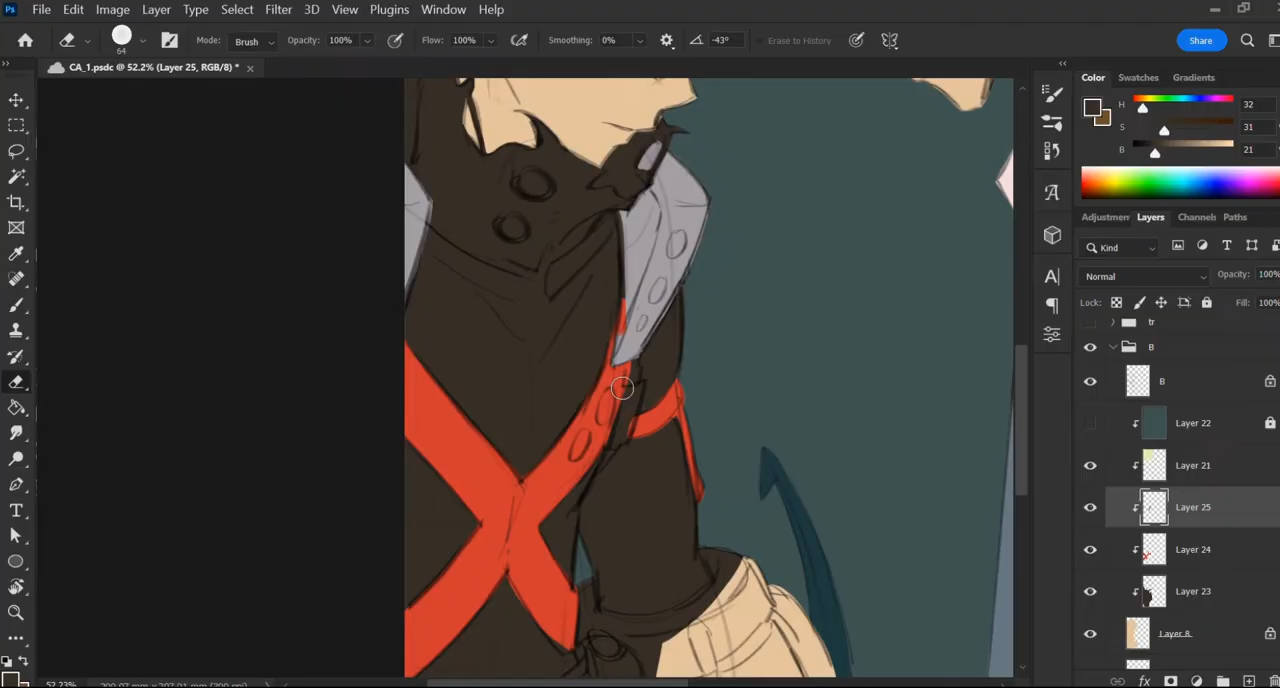 Ps File Edit Image Layer Type Select Filter 3D View Plugins Window Help
64 Mode: Brush Opacity: 100% Flow: 100% Smoothing: 0% -43° Erase to History Share
CA_1.psdc @ 52.2% (Layer 25, RGB/8) *
Color Swatches Gradients
H 32
S 31
B 21
Adjustmen Layers Channels Paths
Kind
Normal Opacity: 100%
Lock: Fill: 100%
tr
B
B
Layer 22
Layer 21
Layer 25
Layer 24
Layer 23
Layer 8
52.23%
fx